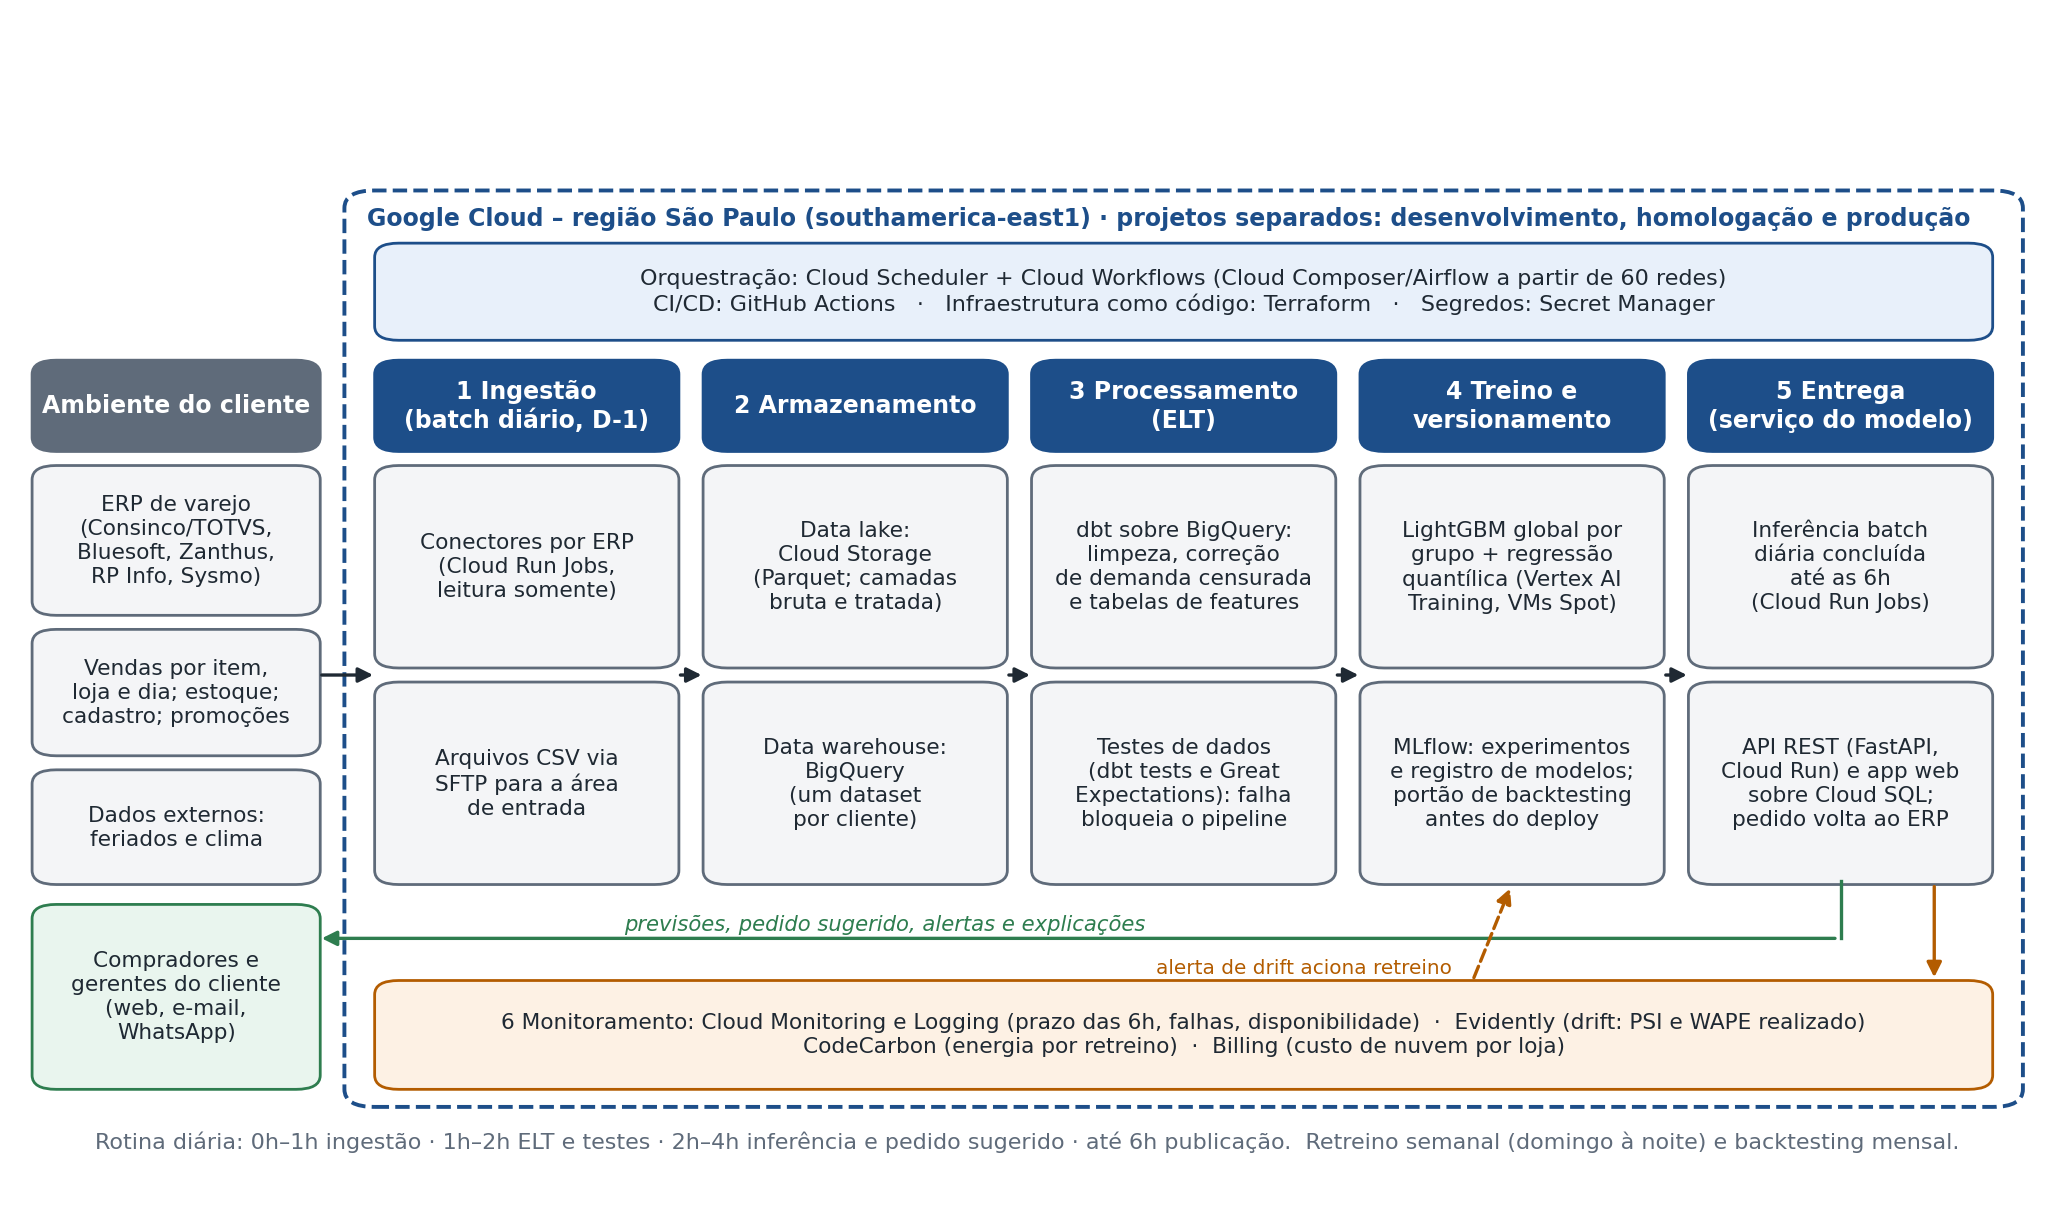 Google Cloud – região São Paulo (southamerica-east1) · projetos separados: desenvolvimento, homologação e produção
Orquestração: Cloud Scheduler + Cloud Workflows (Cloud Composer/Airflow a partir de 60 redes)
CI/CD: GitHub Actions · Infraestrutura como código: Terraform · Segredos: Secret Manager
Ambiente do cliente
ERP de varejo
(Consinco/TOTVS,
Bluesoft, Zanthus,
RP Info, Sysmo)
Vendas por item,
loja e dia; estoque;
cadastro; promoções
Dados externos:
feriados e clima
Compradores e
gerentes do cliente
(web, e-mail,
WhatsApp)
1 Ingestão
(batch diário, D-1)
Conectores por ERP
(Cloud Run Jobs,
leitura somente)
Arquivos CSV via
SFTP para a área
de entrada
2 Armazenamento
Data lake:
Cloud Storage
(Parquet; camadas
bruta e tratada)
Data warehouse:
BigQuery
(um dataset
por cliente)
3 Processamento
(ELT)
dbt sobre BigQuery:
limpeza, correção
de demanda censurada
e tabelas de features
Testes de dados
(dbt tests e Great
Expectations): falha
bloqueia o pipeline
4 Treino e
versionamento
LightGBM global por
grupo + regressão
quantílica (Vertex AI
Training, VMs Spot)
MLflow: experimentos
e registro de modelos;
portão de backtesting
antes do deploy
5 Entrega
(serviço do modelo)
Inferência batch
diária concluída
até as 6h
(Cloud Run Jobs)
API REST (FastAPI,
Cloud Run) e app web
sobre Cloud SQL;
pedido volta ao ERP
previsões, pedido sugerido, alertas e explicações
alerta de drift aciona retreino
6 Monitoramento: Cloud Monitoring e Logging (prazo das 6h, falhas, disponibilidade) · Evidently (drift: PSI e WAPE realizado)
CodeCarbon (energia por retreino) · Billing (custo de nuvem por loja)
Rotina diária: 0h–1h ingestão · 1h–2h ELT e testes · 2h–4h inferência e pedido sugerido · até 6h publicação. Retreino semanal (domingo à noite) e backtesting mensal.